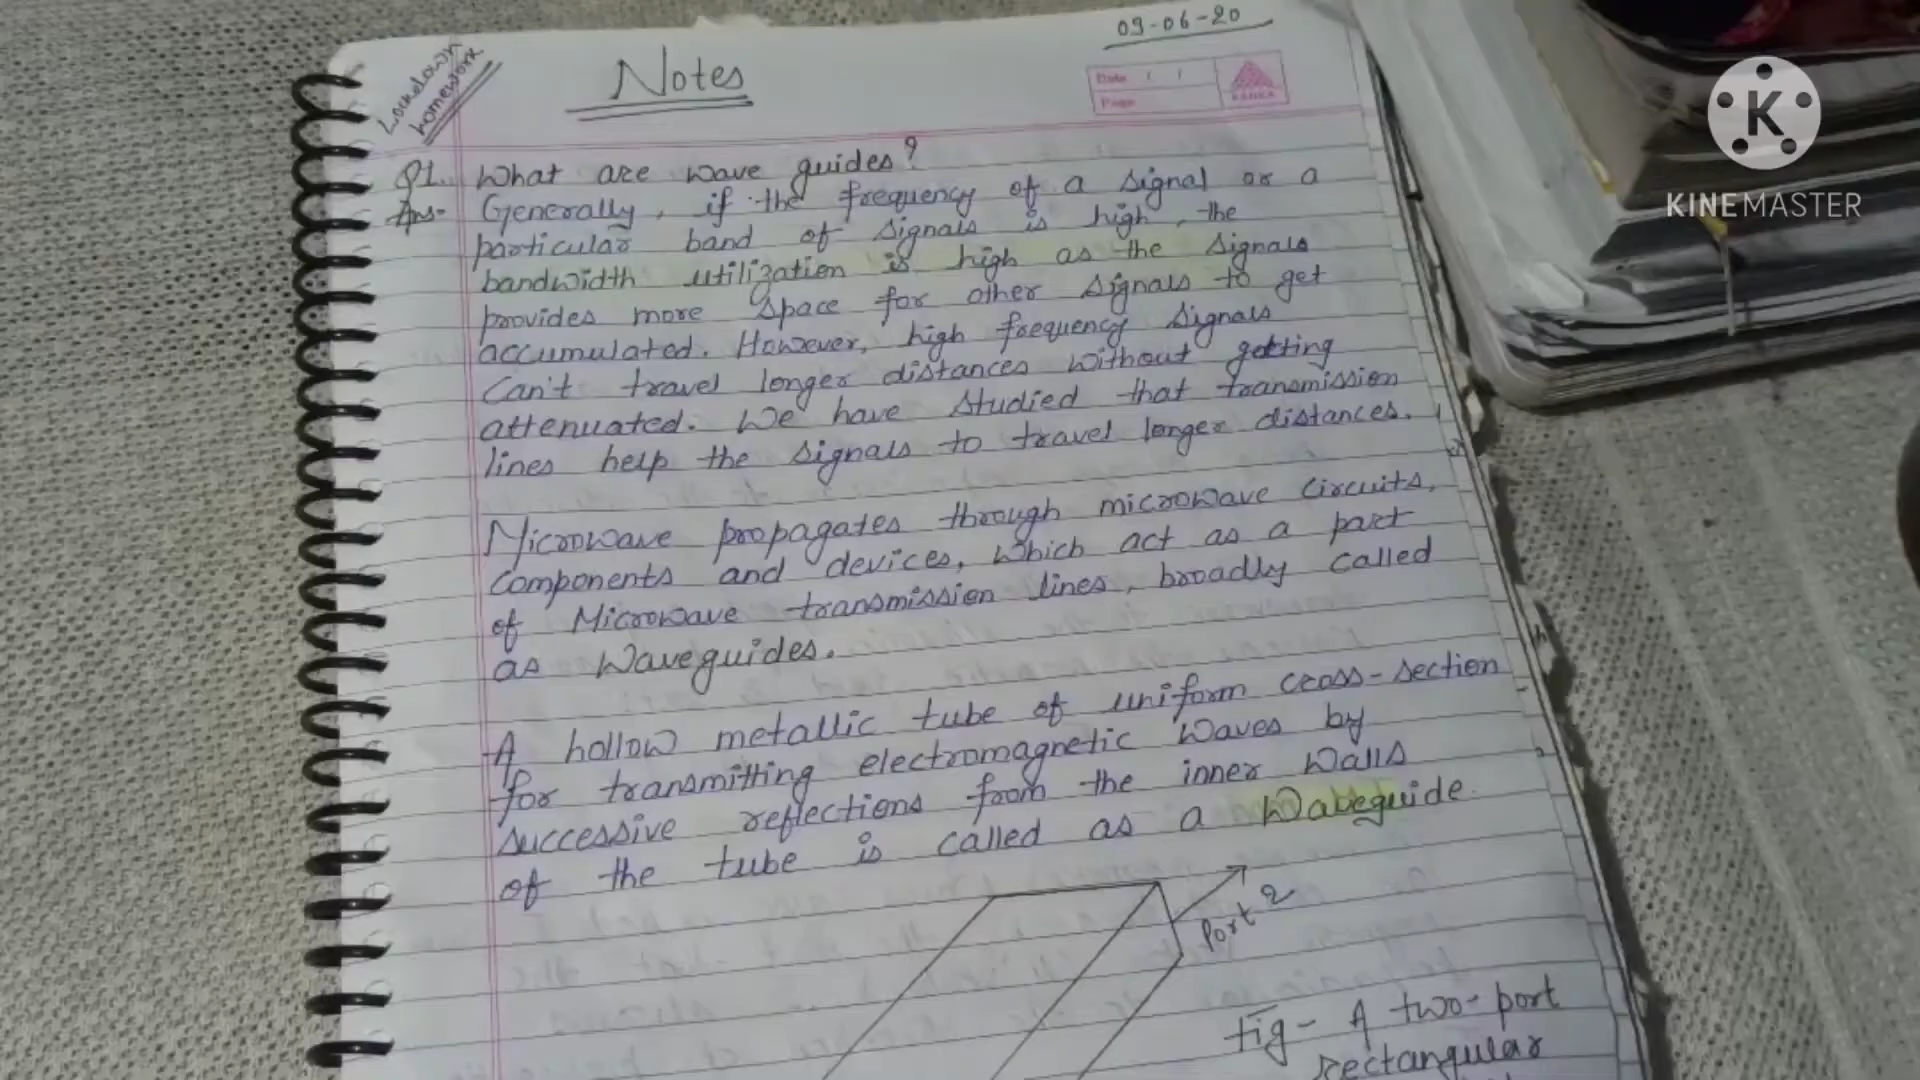 Lockdown
homework
Notes
09-06-20
Date / /
Page
KANHA
K
KINEMASTER
Q1. What are wave guides?
Ans- Generally, if the frequency of a signal or a
particular band of signals is high, the
bandwidth utilization is high as the signals
provides more space for other signals to get
accumulated. However, high frequency signals
Can't travel longer distances without getting
attenuated. We have studied that transmission
lines help the signals to travel longer distances.
Microwave propagates through microwave circuits,
components and devices, which act as a part
of Microwave transmission lines, broadly called
as Waveguides.
A hollow metallic tube of uniform cross-section
for transmitting electromagnetic waves by
successive reflections from the inner walls
of the tube is called as a Waveguide.
Port 2
fig- A two-port
rectangular